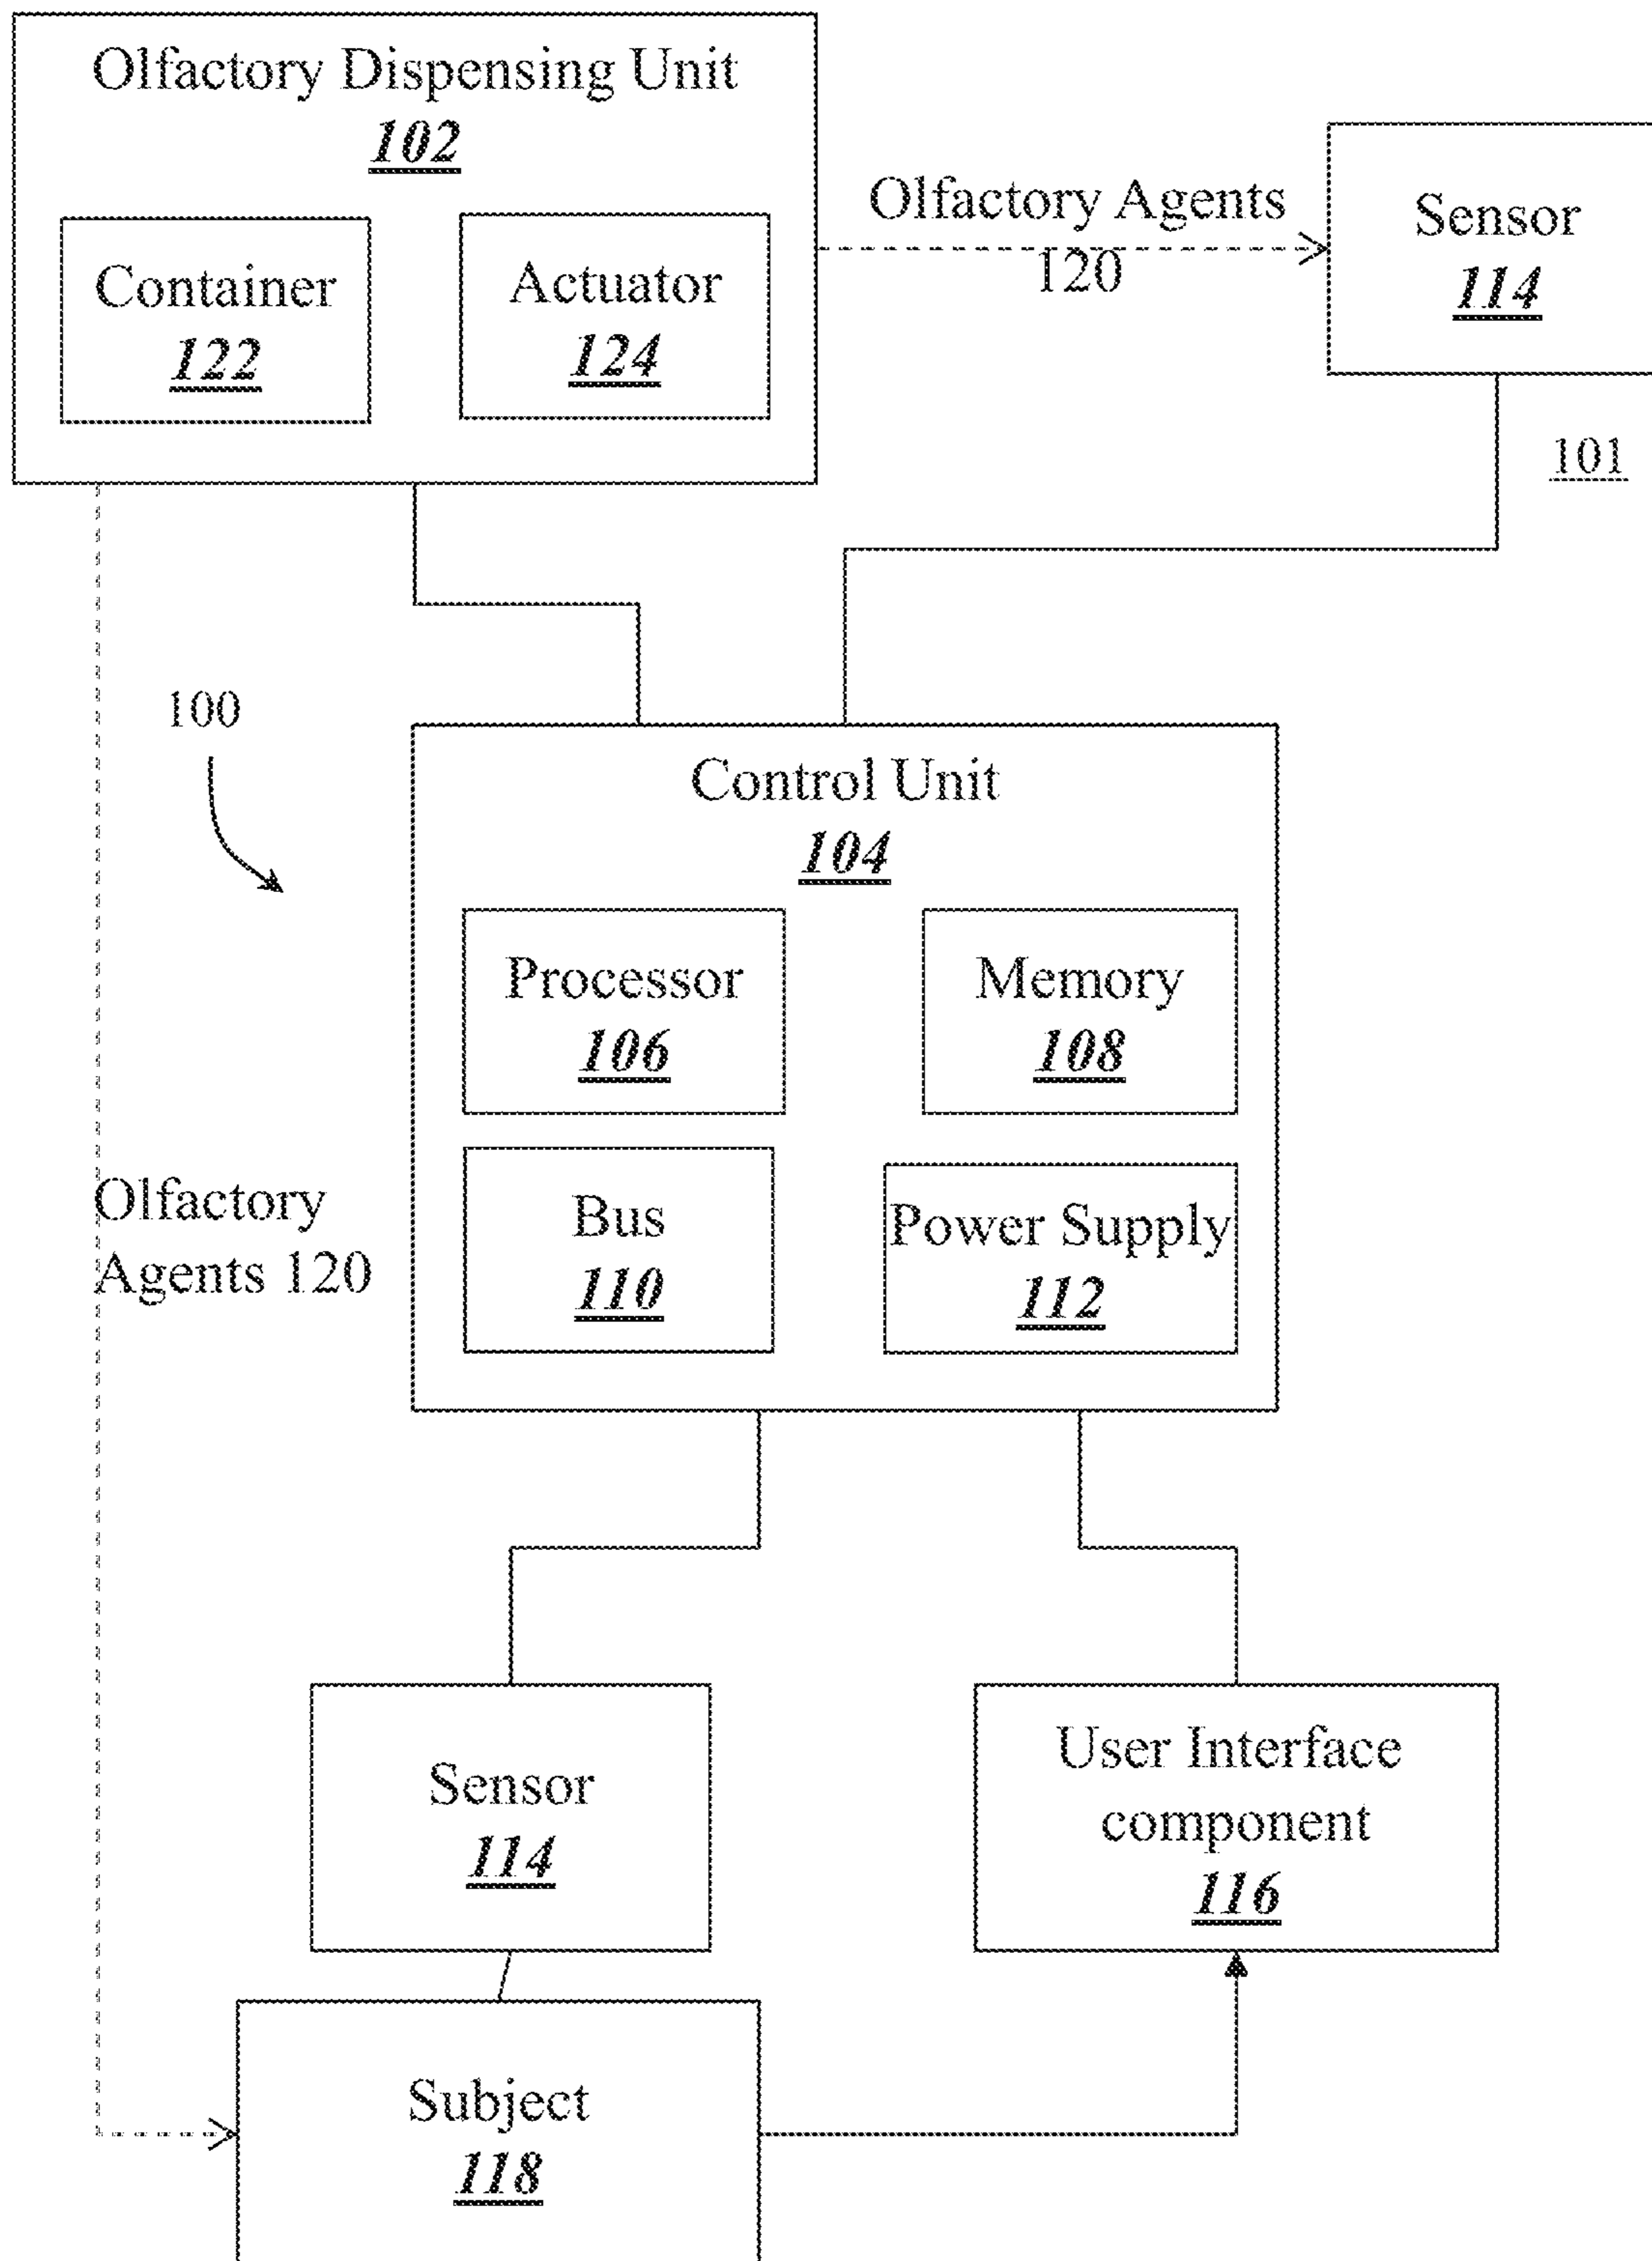 Olfactory Dispensing Unit
102
Container
122
Actuator
124
Olfactory Agents
120
Sensor
114
101
100
Control Unit
104
Processor
106
Memory
108
Bus
110
Power Supply
112
Olfactory
Agents 120
Sensor
114
User Interface
component
116
Subject
118